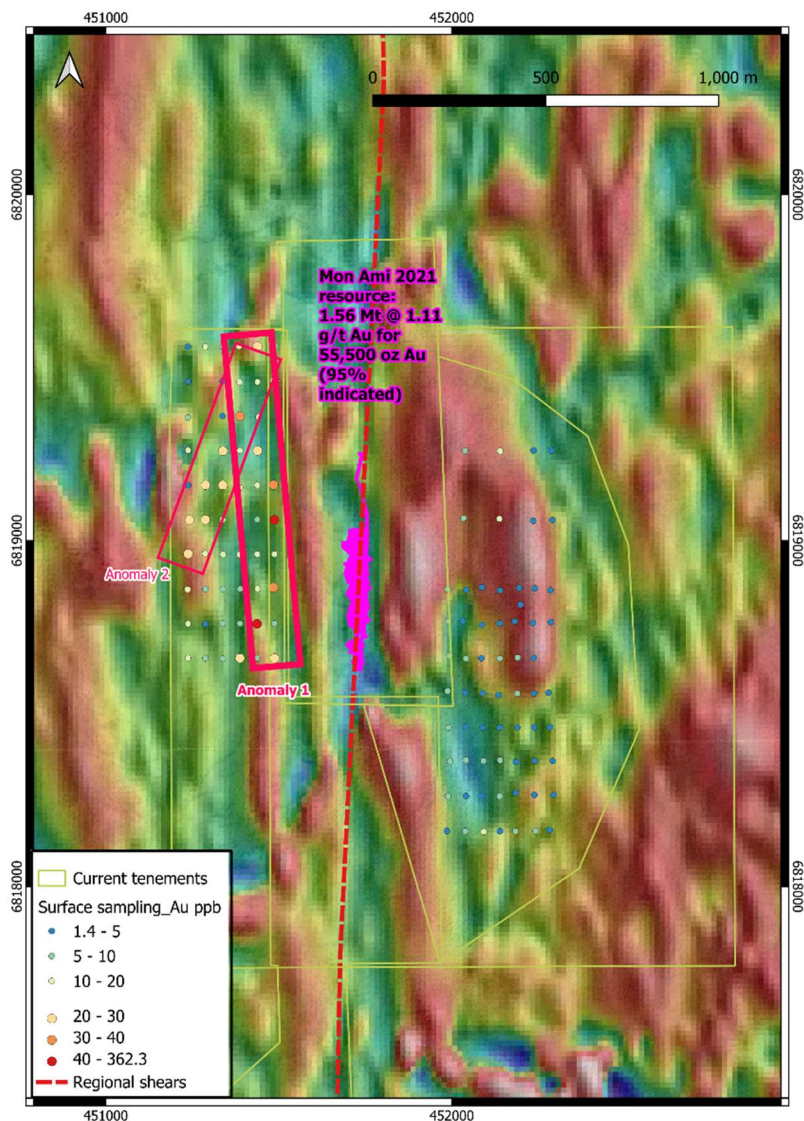 451000 452000
0 500 1,000 m
6820000 6820000
Mon Ami 2021
resource:
1.56 Mt @ 1.11
g/t Au for
55,500 oz Au
(95%
indicated)
6819000 6819000
Anomaly 2
Anomaly 1
6818000 6818000
Current tenements
Surface sampling_Au ppb
1.4 - 5
5 - 10
10 - 20
20 - 30
30 - 40
40 - 362.3
Regional shears
451000 452000